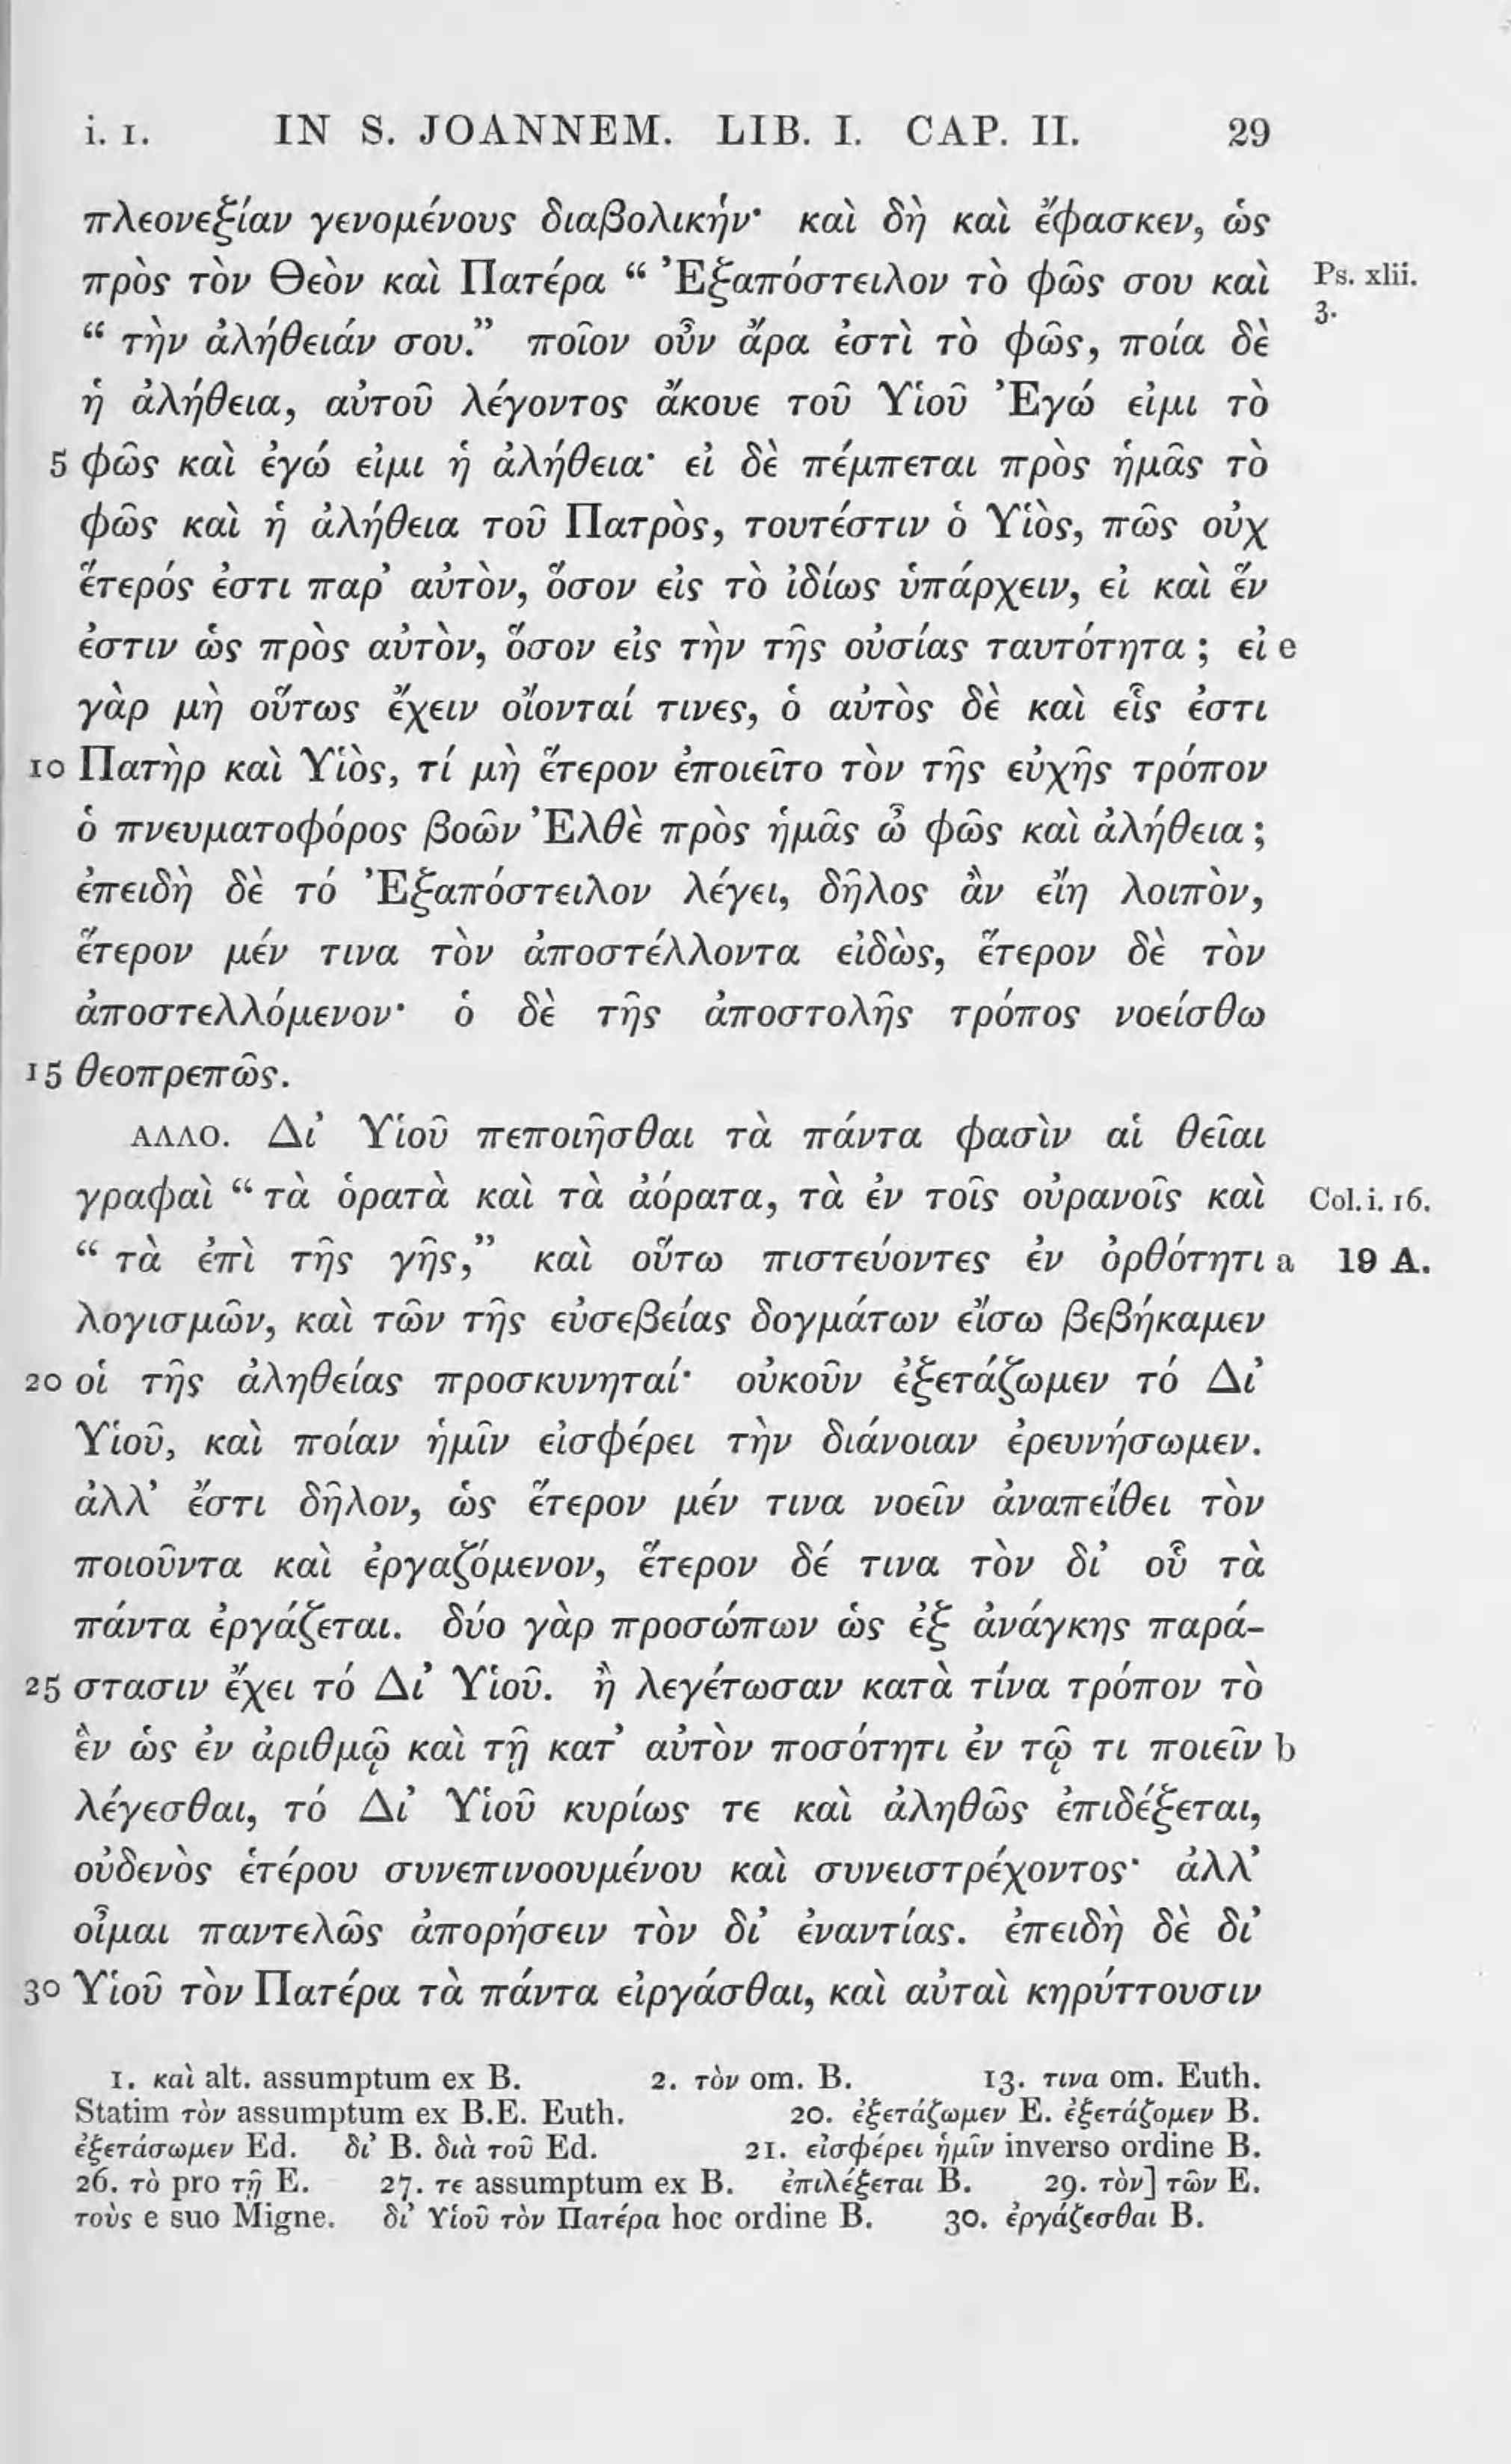 i. 1. IN S. JOANNEM. LIB. I. CAP. II. 29
πλεονεξίαν γενομένους διαβολικήν· καὶ δὴ καὶ ἔφασκεν, ὡς
πρὸς τὸν Θεὸν καὶ Πατέρα “ Ἐξαπόστειλον τὸ φῶς σου καὶ Ps. xlii. 3.
“ τὴν ἀλήθειάν σου.” ποῖον οὖν ἄρα ἐστὶ τὸ φῶς, ποία δὲ
ἡ ἀλήθεια, αὐτοῦ λέγοντος ἄκουε τοῦ Υἱοῦ Ἐγώ εἰμι τὸ
5 φῶς καὶ ἐγώ εἰμι ἡ ἀλήθεια· εἰ δὲ πέμπεται πρὸς ἡμᾶς τὸ
φῶς καὶ ἡ ἀλήθεια τοῦ Πατρὸς, τουτέστιν ὁ Υἱὸς, πῶς οὐχ
ἕτερός ἐστι παρ’ αὐτὸν, ὅσον εἰς τὸ ἰδίως ὑπάρχειν, εἰ καὶ ἕν
ἐστιν ὡς πρὸς αὐτὸν, ὅσον εἰς τὴν τῆς οὐσίας ταυτότητα ; εἰ e
γὰρ μὴ οὕτως ἔχειν οἴονταί τινες, ὁ αὐτὸς δὲ καὶ εἷς ἐστι
10 Πατὴρ καὶ Υἱὸς, τί μὴ ἕτερον ἐποιεῖτο τὸν τῆς εὐχῆς τρόπον
ὁ πνευματοφόρος βοῶν Ἐλθὲ πρὸς ἡμᾶς ὦ φῶς καὶ ἀλήθεια ;
ἐπειδὴ δὲ τό Ἐξαπόστειλον λέγει, δῆλος ἂν εἴη λοιπὸν,
ἕτερον μέν τινα τὸν ἀποστέλλοντα εἰδὼς, ἕτερον δὲ τὸν
ἀποστελλόμενον· ὁ δὲ τῆς ἀποστολῆς τρόπος νοείσθω
15 θεοπρεπῶς.
ΑΛΛΟ. Δι’ Υἱοῦ πεποιῆσθαι τὰ πάντα φασὶν αἱ θεῖαι
γραφαὶ “ τὰ ὁρατὰ καὶ τὰ ἀόρατα, τὰ ἐν τοῖς οὐρανοῖς καὶ Col. i. 16.
“ τὰ ἐπὶ τῆς γῆς,” καὶ οὕτω πιστεύοντες ἐν ὀρθότητι a 19 A.
λογισμῶν, καὶ τῶν τῆς εὐσεβείας δογμάτων εἴσω βεβήκαμεν
20 οἱ τῆς ἀληθείας προσκυνηταί· οὐκοῦν ἐξετάζωμεν τό Δι’
Υἱοῦ, καὶ ποίαν ἡμῖν εἰσφέρει τὴν διάνοιαν ἐρευνήσωμεν.
ἀλλ’ ἔστι δῆλον, ὡς ἕτερον μέν τινα νοεῖν ἀναπείθει τὸν
ποιοῦντα καὶ ἐργαζόμενον, ἕτερον δέ τινα τὸν δι’ οὗ τὰ
πάντα ἐργάζεται. δύο γὰρ προσώπων ὡς ἐξ ἀνάγκης παρά-
25 στασιν ἔχει τό Δι’ Υἱοῦ. ἢ λεγέτωσαν κατὰ τίνα τρόπον τὸ
ἓν ὡς ἐν ἀριθμῷ καὶ τῇ κατ’ αὐτὸν ποσότητι ἐν τῷ τι ποιεῖν b
λέγεσθαι, τό Δι’ Υἱοῦ κυρίως τε καὶ ἀληθῶς ἐπιδέξεται,
οὐδενὸς ἑτέρου συνεπινοουμένου καὶ συνειστρέχοντος· ἀλλ’
οἶμαι παντελῶς ἀπορήσειν τὸν δι’ ἐναντίας. ἐπειδὴ δὲ δι’
30 Υἱοῦ τὸν Πατέρα τὰ πάντα εἰργάσθαι, καὶ αὐταὶ κηρύττουσιν
1. καὶ alt. assumptum ex B. 2. τὸν om. B. 13. τινα om. Euth.
Statim τὸν assumptum ex B.E. Euth. 20. ἐξετάζωμεν E. ἐξετάζομεν B.
ἐξετάσωμεν Ed. δι’ B. διὰ τοῦ Ed. 21. εἰσφέρει ἡμῖν inverso ordine B.
26. τὸ pro τῇ E. 27. τε assumptum ex B. ἐπιλέξεται B. 29. τὸν] τῶν E.
τοὺς e suo Migne. δι’ Υἱοῦ τὸν Πατέρα hoc ordine B. 30. ἐργάζεσθαι B.